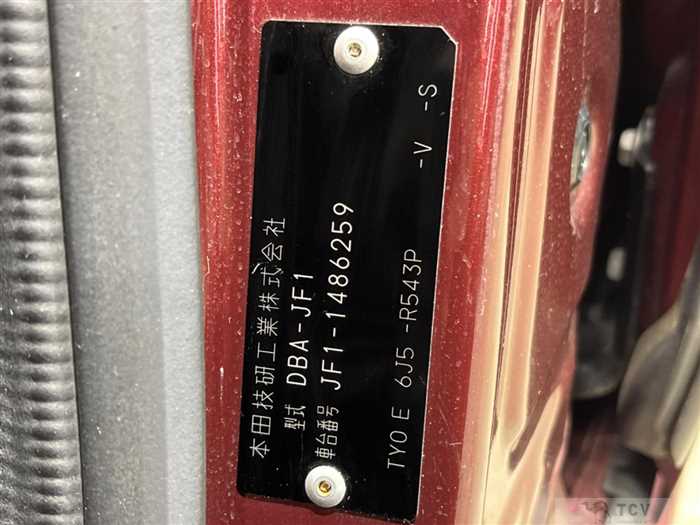 本田技研工業株式会社
型式 DBA-JF1
車台番号 JF1-1486259
TYO E 6J5 -R543P -V -S
TCV